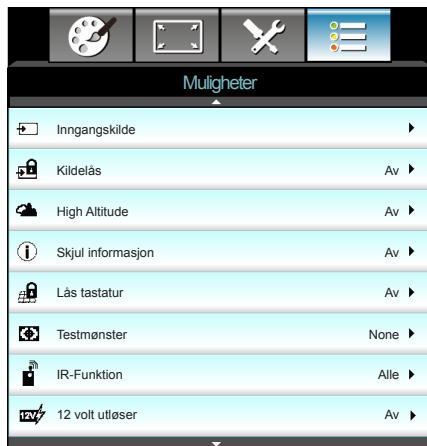 Muligheter
Inngangskilde
Kildelås Av
High Altitude Av
Skjul informasjon Av
Lås tastatur Av
Testmønster None
IR-Funktion Alle
12V 12 volt utløser Av